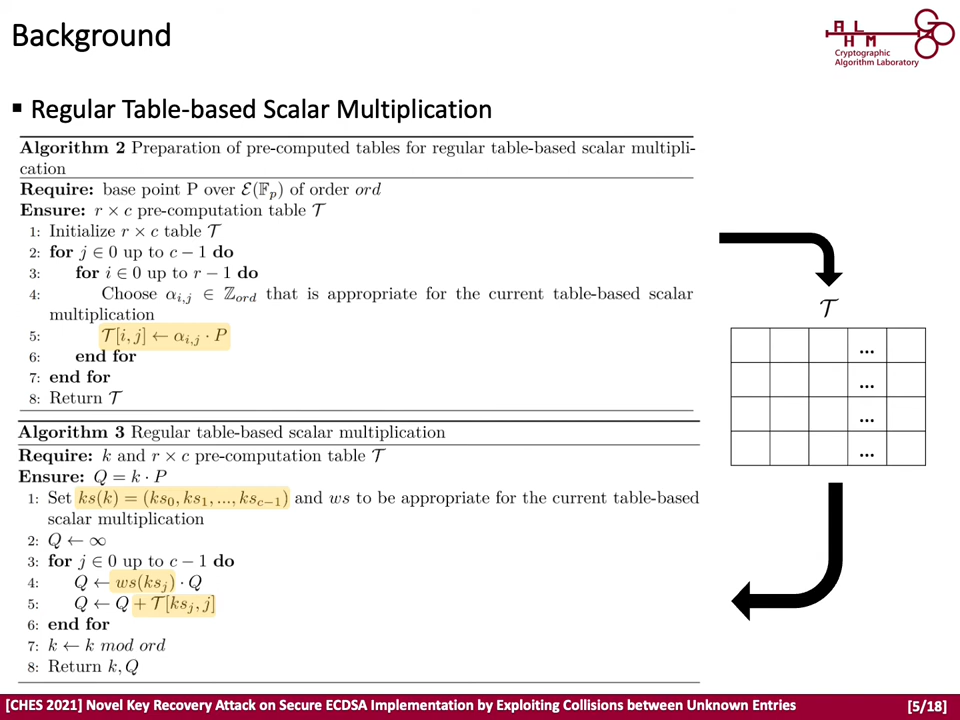 Background
A L
H M
Cryptographic
Algorithm Laboratory
▪ Regular Table-based Scalar Multiplication
Algorithm 2 Preparation of pre-computed tables for regular table-based scalar multipli-
cation
Require: base point P over ℰ(𝔽p) of order ord
Ensure: r × c pre-computation table 𝒯
1: Initialize r × c table 𝒯
2: for j ∈ 0 up to c − 1 do
3: for i ∈ 0 up to r − 1 do
4: Choose αi,j ∈ ℤord that is appropriate for the current table-based scalar
multiplication
5: 𝒯[i, j] ← αi,j · P
6: end for
7: end for
8: Return 𝒯
Algorithm 3 Regular table-based scalar multiplication
Require: k and r × c pre-computation table 𝒯
Ensure: Q = k · P
1: Set ks(k) = (ks0, ks1, ..., ksc−1) and ws to be appropriate for the current table-based
scalar multiplication
2: Q ← ∞
3: for j ∈ 0 up to c − 1 do
4: Q ← ws(ksj) · Q
5: Q ← Q + 𝒯[ksj, j]
6: end for
7: k ← k mod ord
8: Return k, Q
𝒯
...
...
...
...
[CHES 2021] Novel Key Recovery Attack on Secure ECDSA Implementation by Exploiting Collisions between Unknown Entries
[5/18]